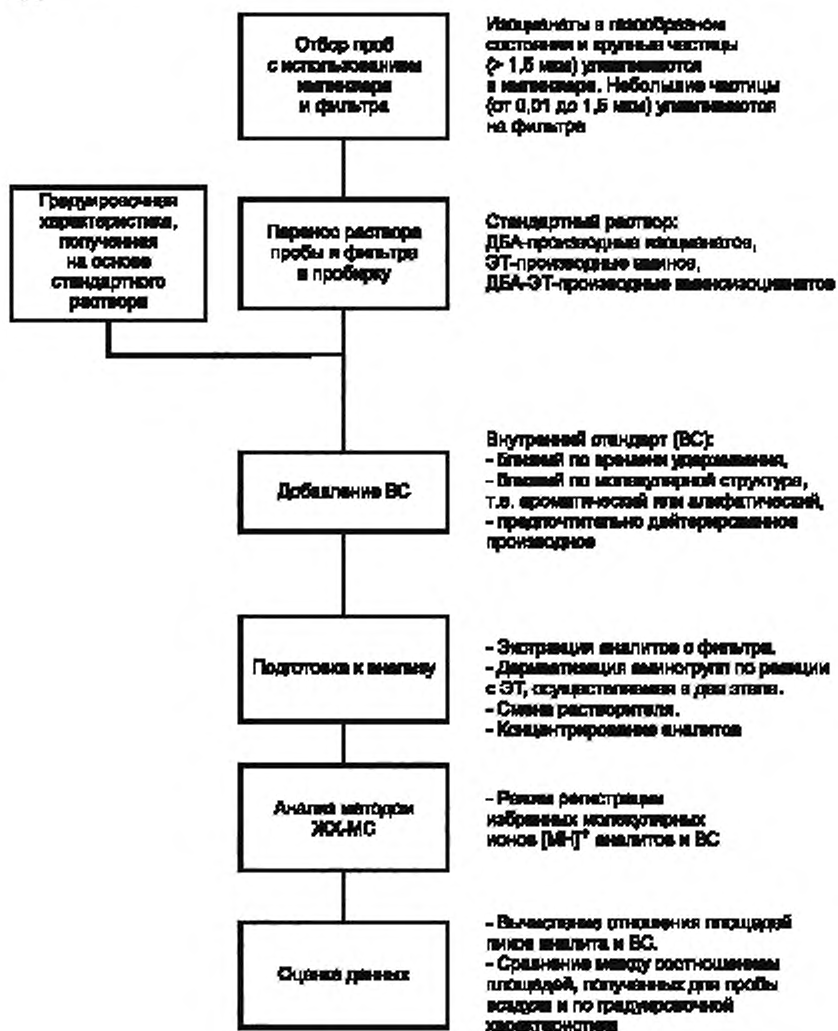 Отбор проб
с использованием
импинжера
и фильтра
Изоцианаты в газообразном
состоянии и крупные частицы
(> 1,5 мкм) улавливаются
в импинжере. Небольшие частицы
(от 0,01 до 1,5 мкм) улавливаются
на фильтре
Градуировочная
характеристика,
полученная
на основе
стандартного
раствора
Перенос раствора
пробы и фильтра
в пробирку
Стандартный раствор:
ДБА-производные изоцианатов,
ЭТ-производные аминов,
ДБА-ЭТ-производные аминоизоцианатов
Добавление ВС
Внутренний стандарт (ВС):
- Близкий по времени удерживания,
- Близкий по молекулярной структуре,
т.е. ароматический или алифатический,
- предпочтительно дейтерированное
производное
Подготовка к анализу
- Экстракция аналитов с фильтра.
- Дериватизация аминогрупп по реакции
с ЭТ, осуществляемая в два этапа.
- Смена растворителя.
- Концентрирование аналитов
Анализ методом
ЖХ-МС
- Режим регистрации
избранных молекулярных
ионов [МН]⁺ аналитов и ВС
Оценка данных
- Вычисление отношения площадей
пиков аналита и ВС.
- Сравнение между соотношением
площадей, полученных для пробы
воздуха и по градуировочной
характеристике